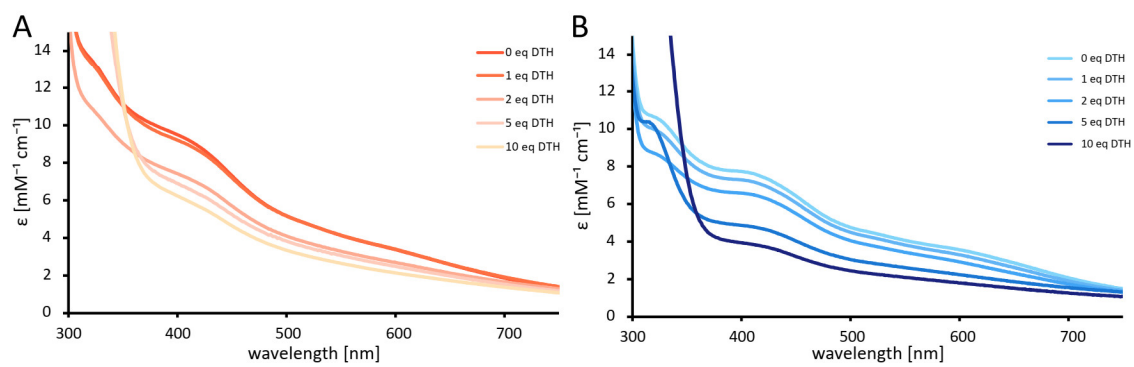 A
14
12
10
8
6
4
2
0
ε [mM⁻¹ cm⁻¹]
300 400 500 600 700
wavelength [nm]
0 eq DTH
1 eq DTH
2 eq DTH
5 eq DTH
10 eq DTH
B
14
12
10
8
6
4
2
0
ε [mM⁻¹ cm⁻¹]
300 400 500 600 700
wavelength [nm]
0 eq DTH
1 eq DTH
2 eq DTH
5 eq DTH
10 eq DTH